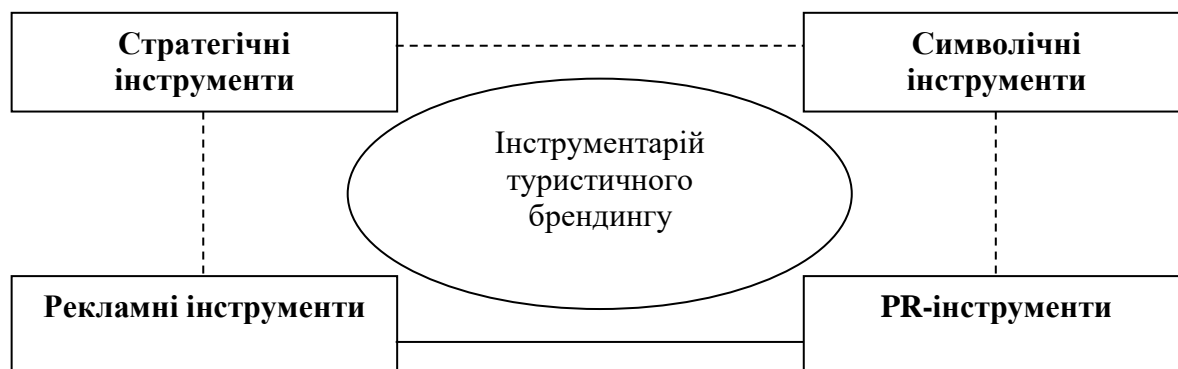 Стратегічні
інструменти
Символічні
інструменти
Інструментарій
туристичного
брендингу
Рекламні інструменти
PR-інструменти